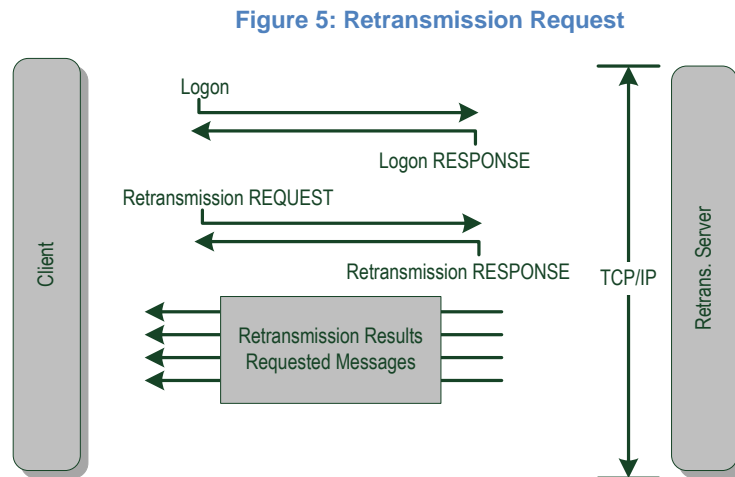 Figure 5: Retransmission Request
Logon
Logon RESPONSE
Retransmission REQUEST
Retransmission RESPONSE
Client
TCP/IP
Retrans. Server
Retransmission Results
Requested Messages